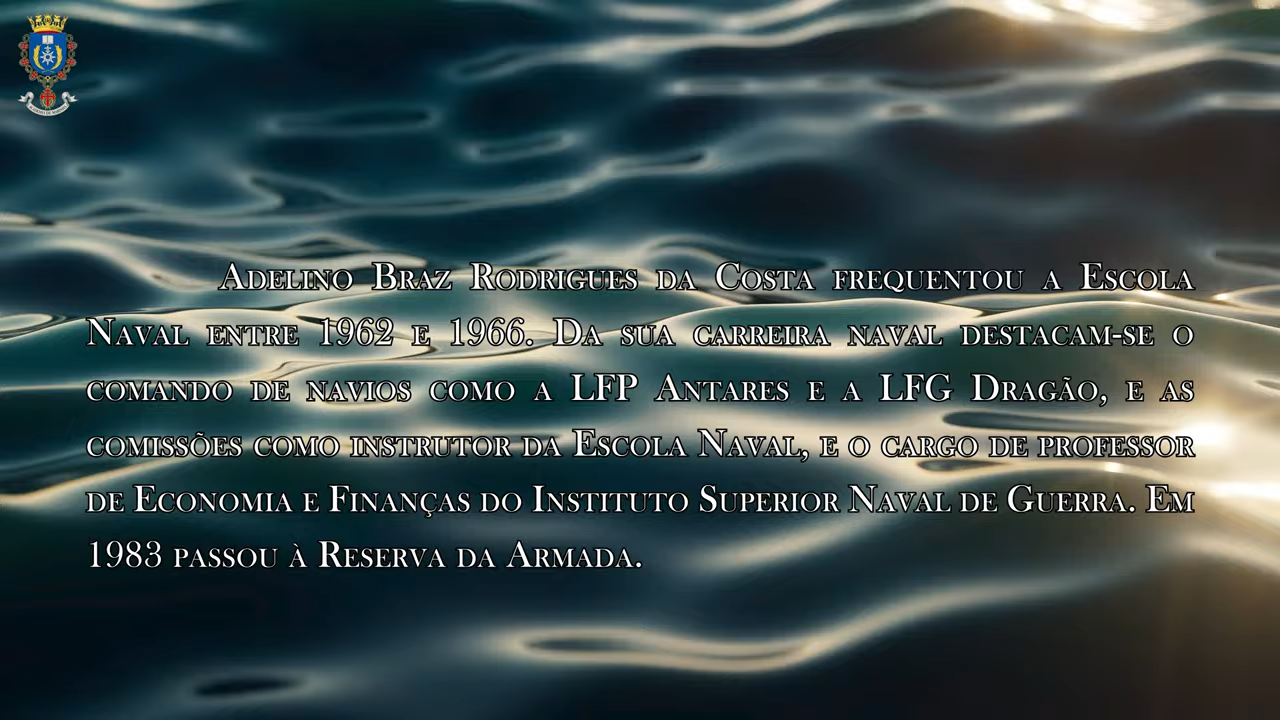 Adelino Braz Rodrigues da Costa frequentou a Escola
Naval entre 1962 e 1966. Da sua carreira naval destacam-se o
comando de navios como a LFP Antares e a LFG Dragão, e as
comissões como instrutor da Escola Naval, e o cargo de professor
de Economia e Finanças do Instituto Superior Naval de Guerra. Em
1983 passou à Reserva da Armada.